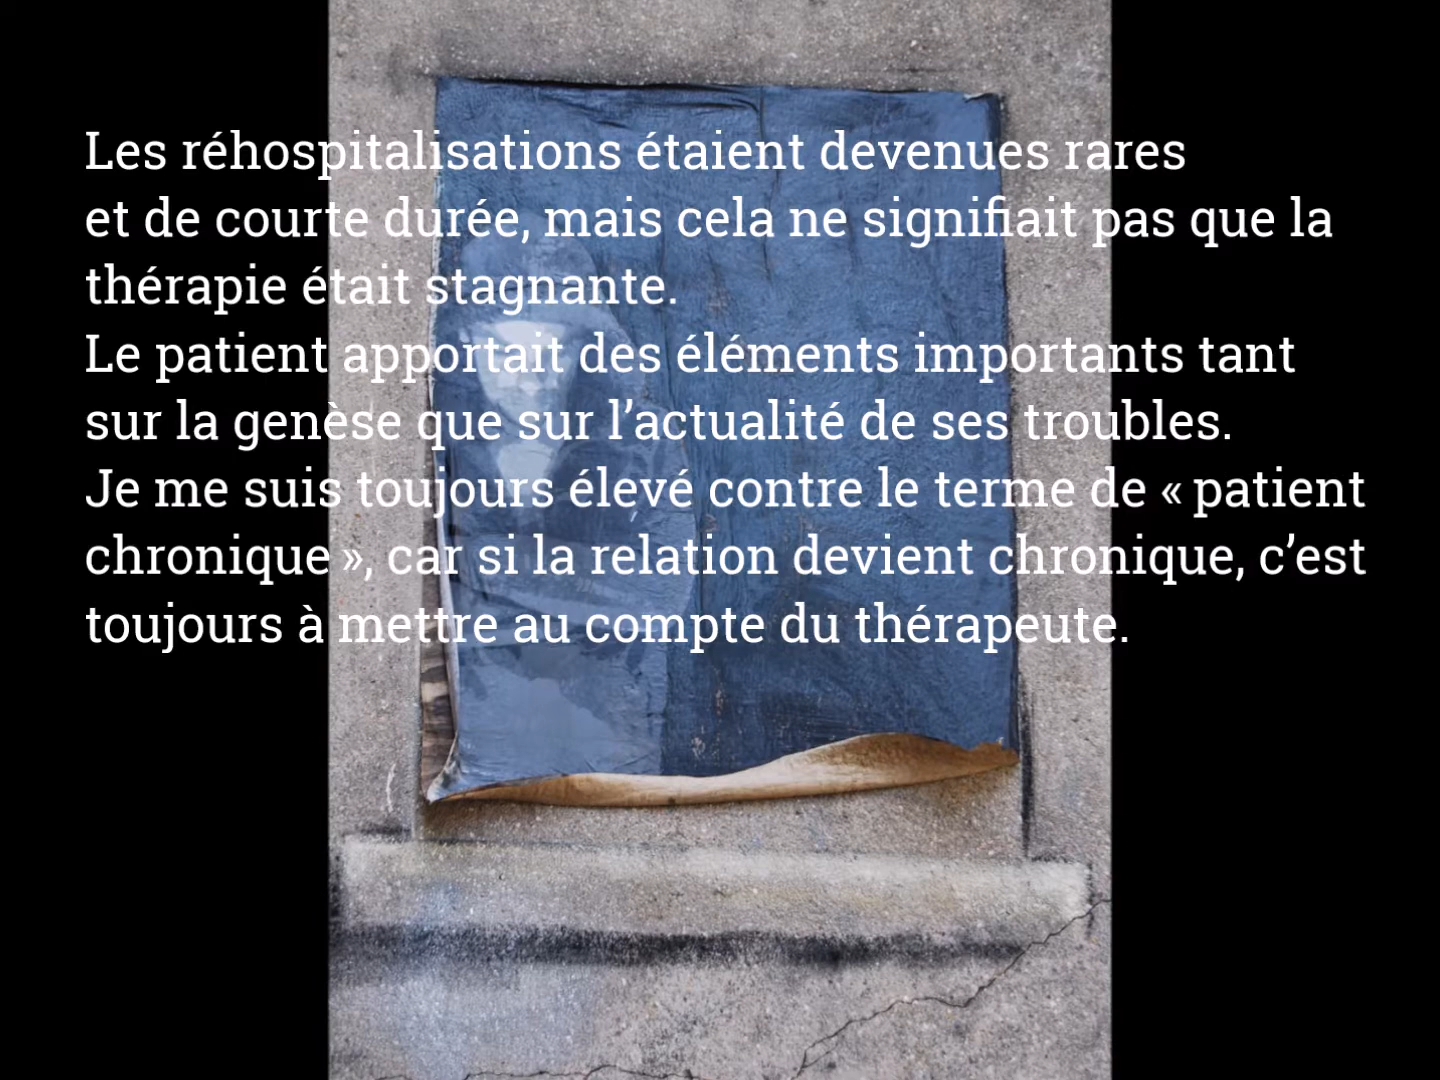 Les réhospitalisations étaient devenues rares
et de courte durée, mais cela ne signifiait pas que la
thérapie était stagnante.
Le patient apportait des éléments importants tant
sur la genèse que sur l’actualité de ses troubles.
Je me suis toujours élevé contre le terme de « patient
chronique », car si la relation devient chronique, c’est
toujours à mettre au compte du thérapeute.